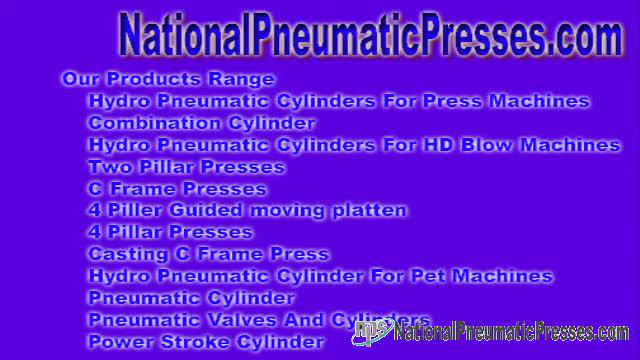 NationalPneumaticPresses.com
Our Products Range
Hydro Pneumatic Cylinders For Press Machines
Combination Cylinder
Hydro Pneumatic Cylinders For HD Blow Machines
Two Pillar Presses
C Frame Presses
4 Piller Guided moving platten
4 Pillar Presses
Casting C Frame Press
Hydro Pneumatic Cylinder For Pet Machines
Pneumatic Cylinder
Pneumatic Valves And Cylinders
NationalPneumaticPresses.com
Power Stroke Cylinder